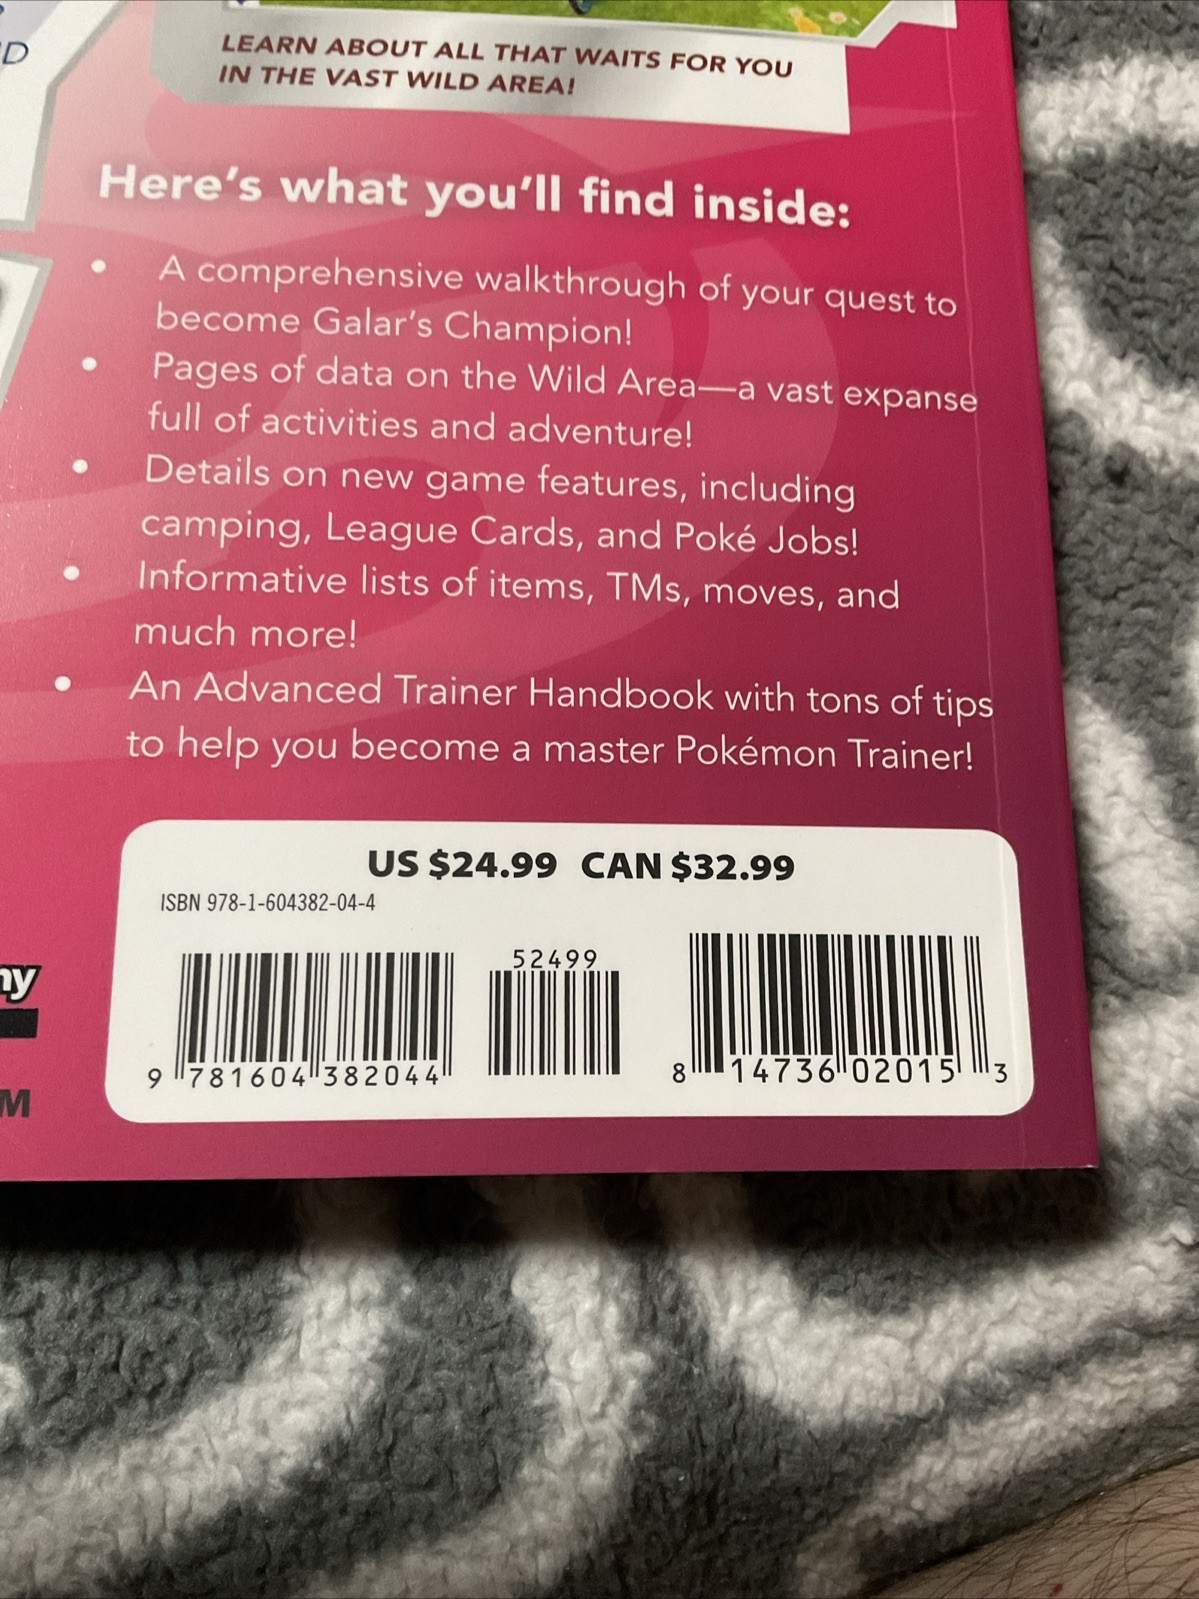 D
LEARN ABOUT ALL THAT WAITS FOR YOU
IN THE VAST WILD AREA!
Here's what you'll find inside:
• A comprehensive walkthrough of your quest to
become Galar's Champion!
• Pages of data on the Wild Area—a vast expanse
full of activities and adventure!
• Details on new game features, including
camping, League Cards, and Poké Jobs!
• Informative lists of items, TMs, moves, and
much more!
• An Advanced Trainer Handbook with tons of tips
to help you become a master Pokémon Trainer!
US $24.99 CAN $32.99
ISBN 978-1-604382-04-4
52499
9 781604 382044
8 14736 02015 3
ny
M